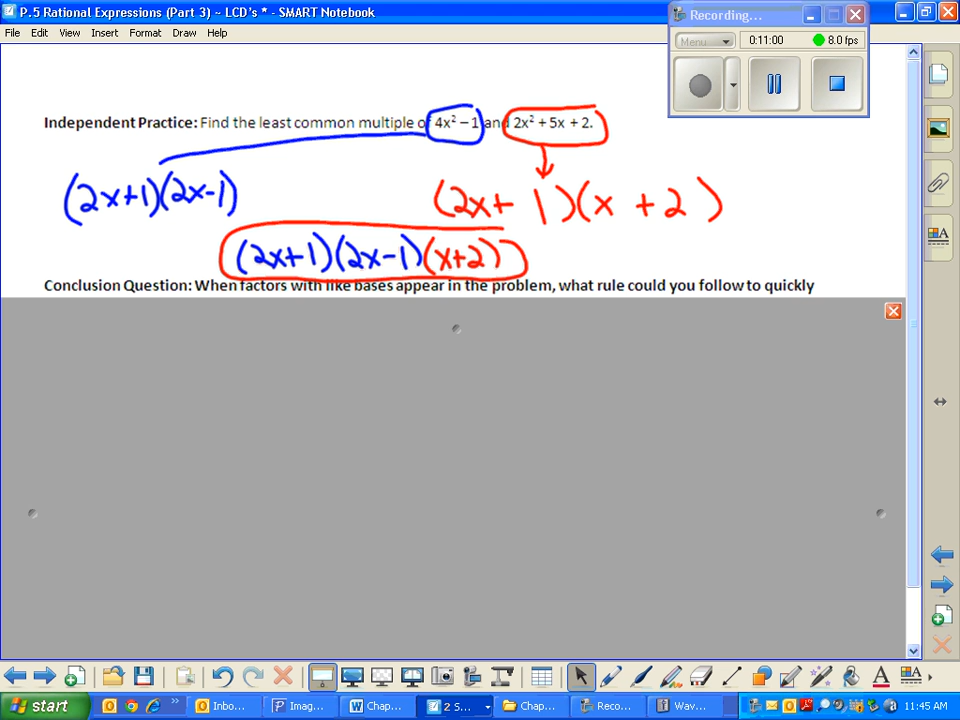 P.5 Rational Expressions (Part 3) ~ LCD's * - SMART Notebook
Recording...
File Edit View Insert Format Draw Help
Menu 0:11:00 8.0 fps
Independent Practice: Find the least common multiple of 4x² − 1 and 2x² + 5x + 2.
(2x+1)(2x-1) (2x+ 1)(x +2)
(2x+1)(2x-1)(x+2)
Conclusion Question: When factors with like bases appear in the problem, what rule could you follow to quickly
start Inbo... Imag... Chap... 2 S... Chap... Reco... Wav... 11:45 AM